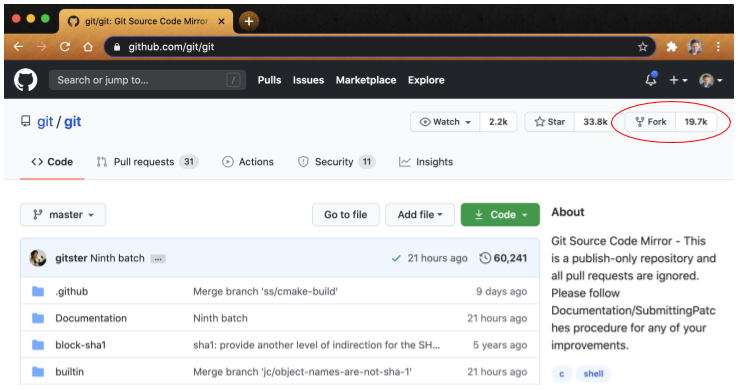 git/git: Git Source Code Mirror
github.com/git/git
Search or jump to... /
Pulls Issues Marketplace Explore
git / git
Watch 2.2k Star 33.8k Fork 19.7k
Code Pull requests 31 Actions Security 11 Insights
master Go to file Add file Code
About
gitster Ninth batch ... 21 hours ago 60,241
.github Merge branch 'ss/cmake-build' 9 days ago
Documentation Ninth batch 21 hours ago
block-sha1 sha1: provide another level of indirection for the SH... 5 years ago
builtin Merge branch 'jc/object-names-are-not-sha-1' 21 hours ago
Git Source Code Mirror - This
is a publish-only repository and
all pull requests are ignored.
Please follow
Documentation/SubmittingPatc
hes procedure for any of your
improvements.
c shell